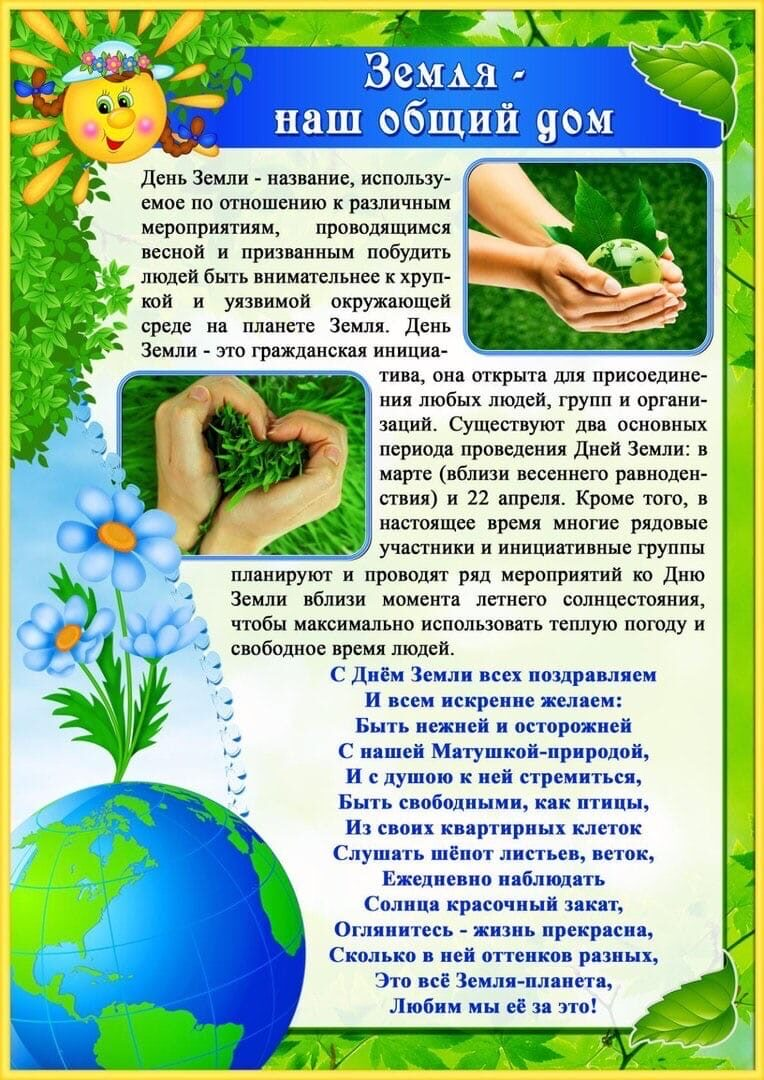 Земля -
наш общий дом
День Земли - название, использу-
емое по отношению к различным
мероприятиям, проводящимся
весной и призванным побудить
людей быть внимательнее к хруп-
кой и уязвимой окружающей
среде на планете Земля. День
Земли - это гражданская инициа-
тива, она открыта для присоедине-
ния любых людей, групп и органи-
заций. Существуют два основных
периода проведения Дней Земли: в
марте (вблизи весеннего равноден-
ствия) и 22 апреля. Кроме того, в
настоящее время многие рядовые
участники и инициативные группы
планируют и проводят ряд мероприятий ко Дню
Земли вблизи момента летнего солнцестояния,
чтобы максимально использовать теплую погоду и
свободное время людей.
С Днём Земли всех поздравляем
И всем искренне желаем:
Быть нежней и осторожней
С нашей Матушкой-природой,
И с душою к ней стремиться,
Быть свободными, как птицы,
Из своих квартирных клеток
Слушать шёпот листьев, веток,
Ежедневно наблюдать
Солнца красочный закат,
Оглянитесь - жизнь прекрасна,
Сколько в ней оттенков разных,
Это всё Земля-планета,
Любим мы её за это!